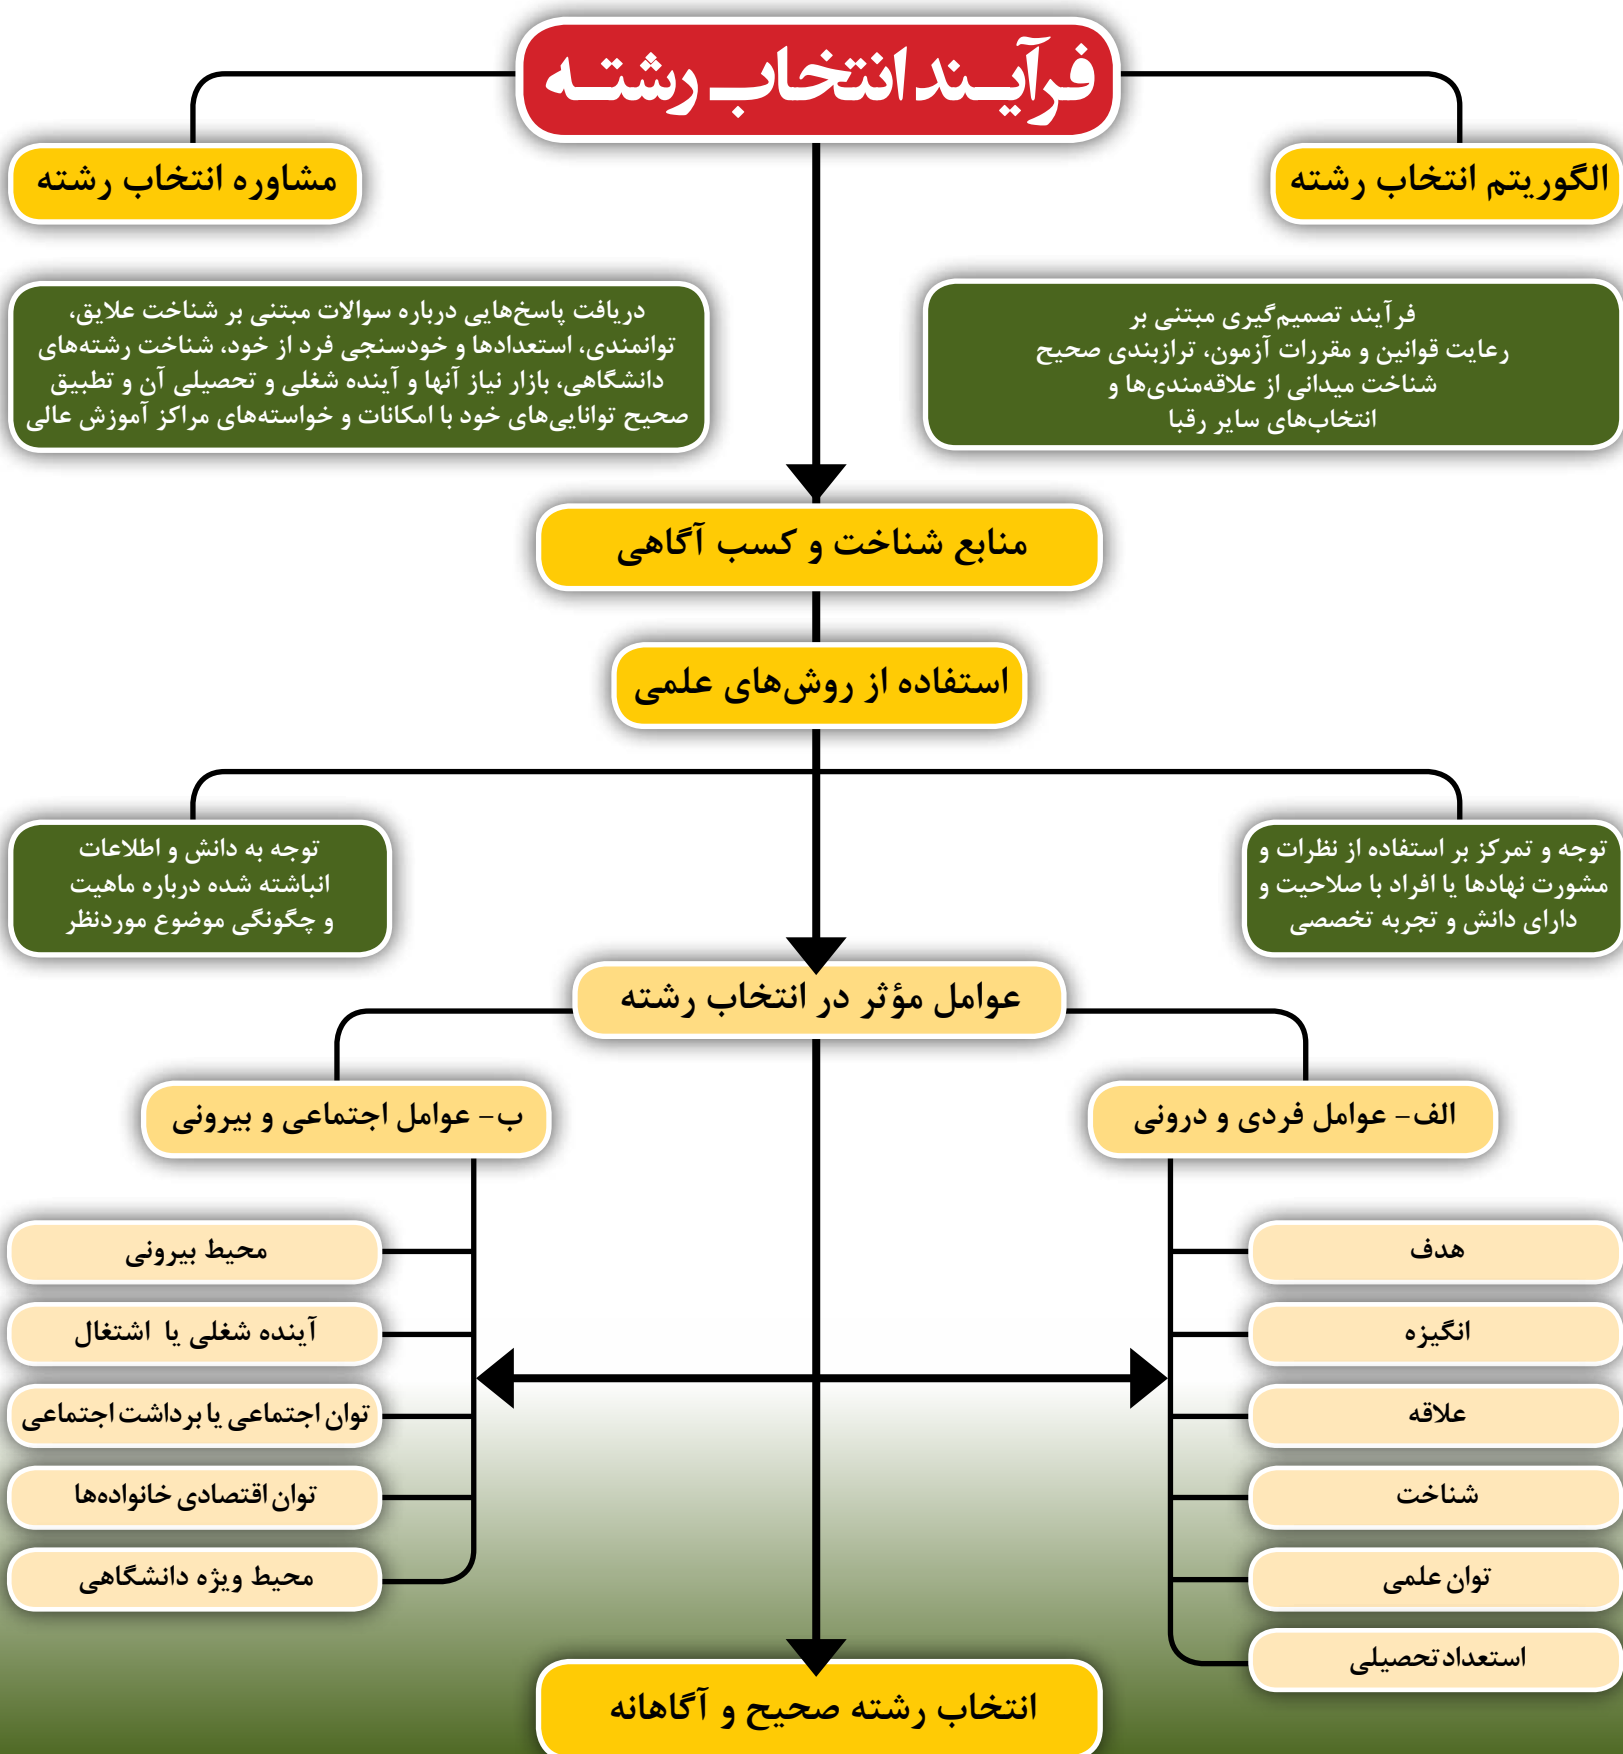 فرآیند انتخاب رشته
الگوریتم انتخاب رشته
مشاوره انتخاب رشته
فرآیند تصمیم‌گیری مبتنی بر
رعایت قوانین و مقررات آزمون، ترازبندی صحیح
شناخت میدانی از علاقه‌مندی‌ها و
انتخاب‌های سایر رقبا
دریافت پاسخ‌هایی درباره سوالات مبتنی بر شناخت علایق،
توانمندی، استعدادها و خودسنجی فرد از خود، شناخت رشته‌های
دانشگاهی، بازار نیاز آنها و آینده شغلی و تحصیلی آن و تطبیق
صحیح توانایی‌های خود با امکانات و خواسته‌های مراکز آموزش عالی
منابع شناخت و کسب آگاهی
استفاده از روش‌های علمی
توجه و تمرکز بر استفاده از نظرات و
مشورت نهادها یا افراد با صلاحیت و
دارای دانش و تجربه تخصصی
توجه به دانش و اطلاعات
انباشته شده درباره ماهیت
و چگونگی موضوع موردنظر
عوامل مؤثر در انتخاب رشته
الف- عوامل فردی و درونی
هدف
انگیزه
علاقه
شناخت
توان علمی
استعداد تحصیلی
ب- عوامل اجتماعی و بیرونی
محیط بیرونی
آینده شغلی یا اشتغال
توان اجتماعی یا برداشت اجتماعی
توان اقتصادی خانواده‌ها
محیط ویژه دانشگاهی
انتخاب رشته صحیح و آگاهانه